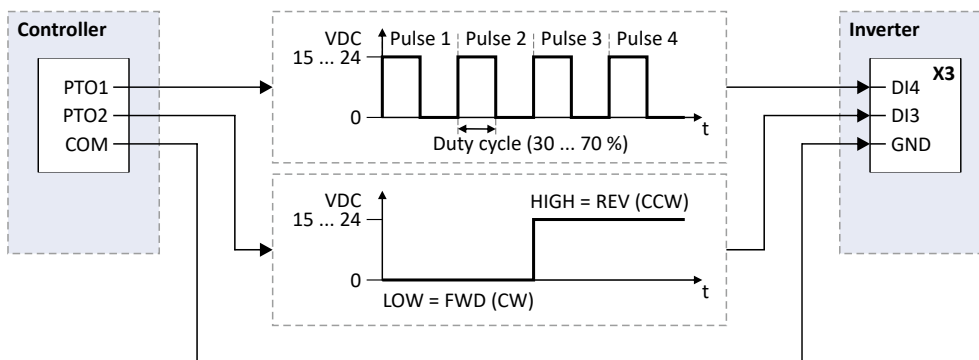 Controller
PTO1
PTO2
COM
VDC
15 ... 24
0
Pulse 1 Pulse 2 Pulse 3 Pulse 4
t
Duty cycle (30 ... 70 %)
VDC
15 ... 24
0
HIGH = REV (CCW)
t
LOW = FWD (CW)
Inverter
X3
DI4
DI3
GND